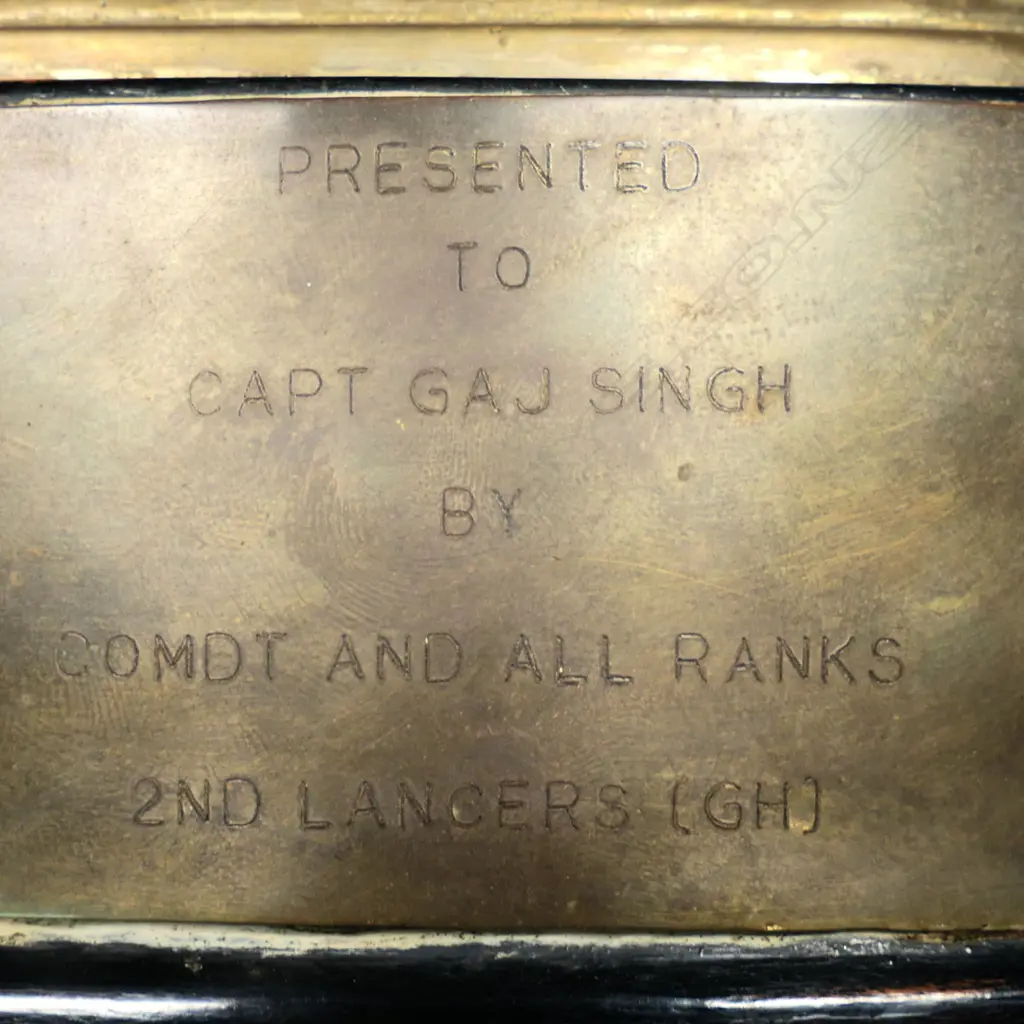 PRESENTED
TO
CAPT GAJ SINGH
BY
COMDT AND ALL RANKS
2ND LANCERS (GH)